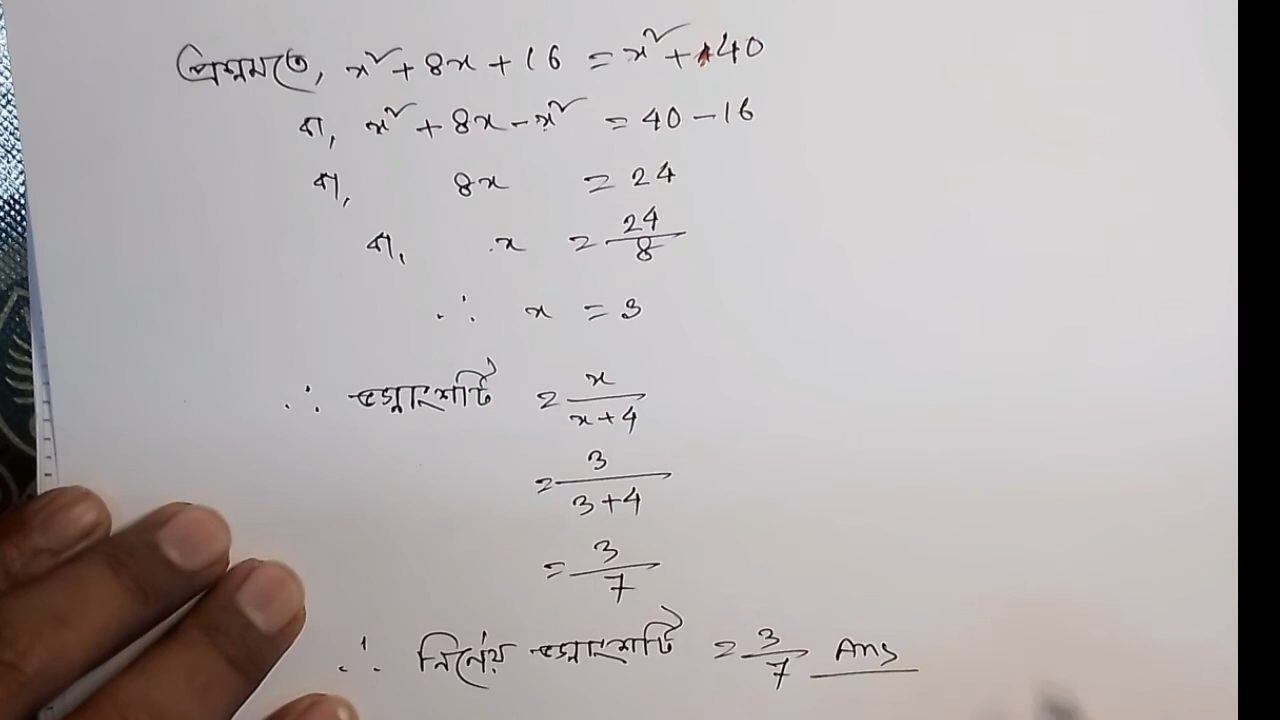 প্রশ্নমতে, x² + 8x + 16 = x² + 40
বা, x² + 8x - x² = 40 - 16
বা, 8x = 24
বা, x = 24/8
∴ x = 3
∴ ভগ্নাংশটি = x/(x+4)
= 3/(3+4)
= 3/7
∴ নির্ণেয় ভগ্নাংশটি = 3/7 Ans